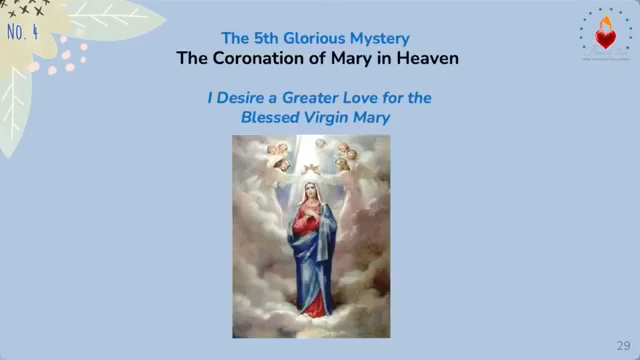 No. 4
The 5th Glorious Mystery
The Coronation of Mary in Heaven
I Desire a Greater Love for the
Blessed Virgin Mary
29